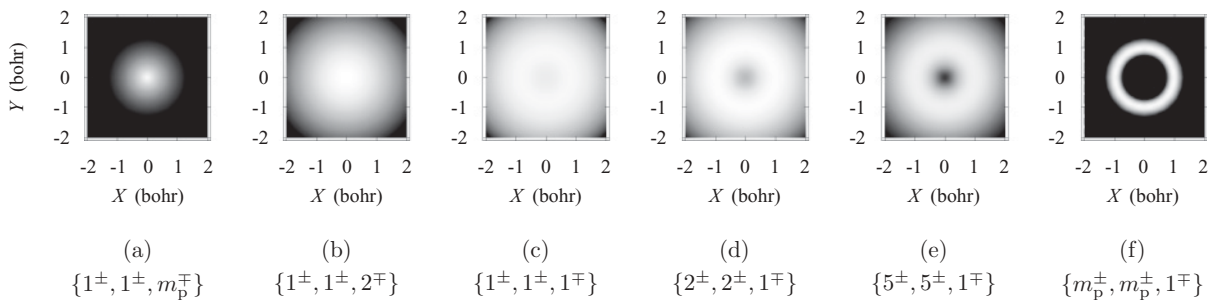 2 2 2 2 2 2
1 1 1 1 1 1
Y (bohr) 0 0 0 0 0 0
-1 -1 -1 -1 -1 -1
-2 -2 -2 -2 -2 -2
-2 -1 0 1 2 -2 -1 0 1 2 -2 -1 0 1 2 -2 -1 0 1 2 -2 -1 0 1 2 -2 -1 0 1 2
X (bohr) X (bohr) X (bohr) X (bohr) X (bohr) X (bohr)
(a) (b) (c) (d) (e) (f)
{1±, 1±, mₚ∓} {1±, 1±, 2∓} {1±, 1±, 1∓} {2±, 2±, 1∓} {5±, 5±, 1∓} {mₚ±, mₚ±, 1∓}